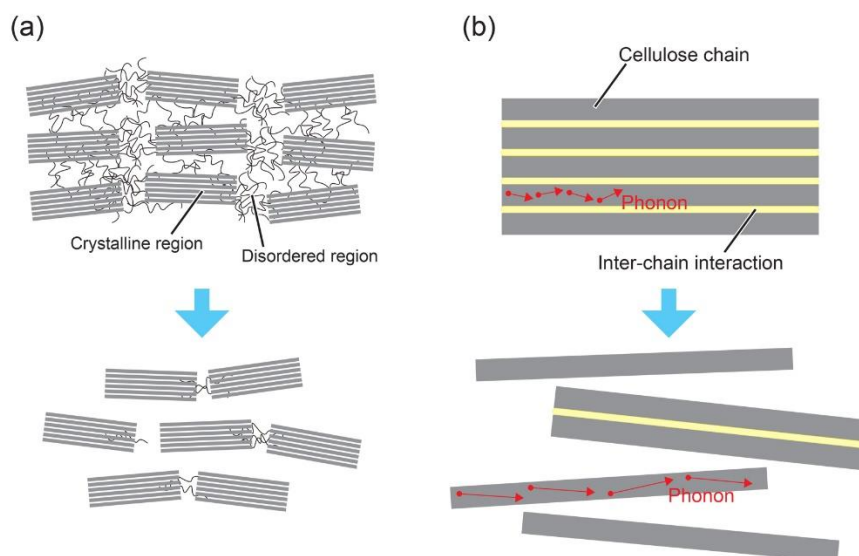 (a)
Crystalline region
Disordered region
(b)
Cellulose chain
Phonon
Inter-chain interaction
Phonon